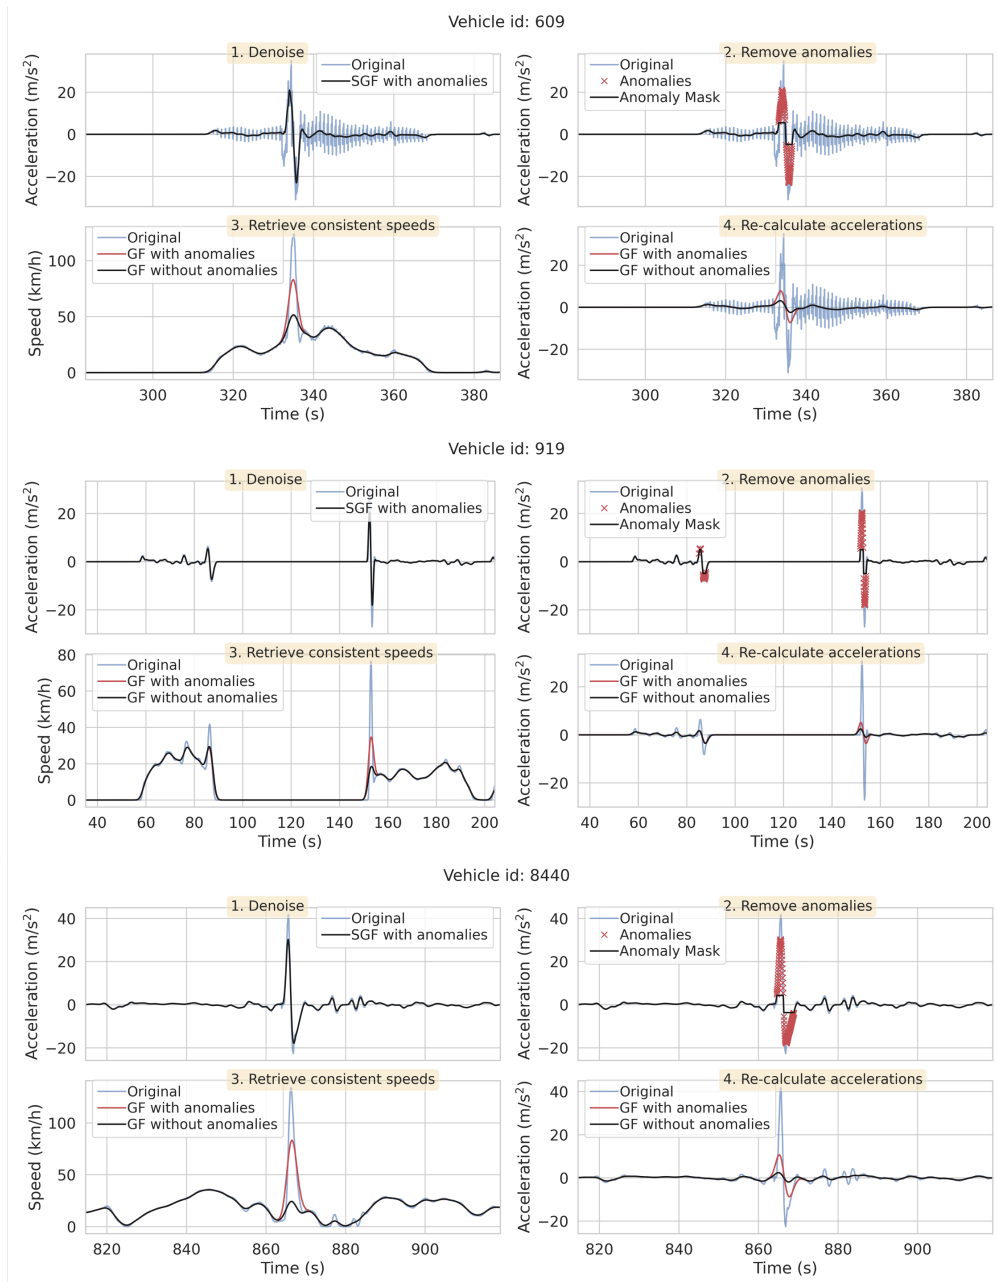 Vehicle id: 609
1. Denoise
Original
SGF with anomalies
Acceleration (m/s²)
20
0
−20
2. Remove anomalies
Original
Anomalies
Anomaly Mask
Acceleration (m/s²)
20
0
−20
3. Retrieve consistent speeds
Original
GF with anomalies
GF without anomalies
Speed (km/h)
100
50
0
300 320 340 360 380
Time (s)
4. Re-calculate accelerations
Original
GF with anomalies
GF without anomalies
Acceleration (m/s²)
20
0
−20
300 320 340 360 380
Time (s)
Vehicle id: 919
1. Denoise
Original
SGF with anomalies
Acceleration (m/s²)
20
0
−20
2. Remove anomalies
Original
Anomalies
Anomaly Mask
Acceleration (m/s²)
20
0
−20
3. Retrieve consistent speeds
Original
GF with anomalies
GF without anomalies
Speed (km/h)
80
60
40
20
0
40 60 80 100 120 140 160 180 200
Time (s)
4. Re-calculate accelerations
Original
GF with anomalies
GF without anomalies
Acceleration (m/s²)
20
0
−20
40 60 80 100 120 140 160 180 200
Time (s)
Vehicle id: 8440
1. Denoise
Original
SGF with anomalies
Acceleration (m/s²)
40
20
0
−20
2. Remove anomalies
Original
Anomalies
Anomaly Mask
Acceleration (m/s²)
40
20
0
−20
3. Retrieve consistent speeds
Original
GF with anomalies
GF without anomalies
Speed (km/h)
100
50
0
820 840 860 880 900
Time (s)
4. Re-calculate accelerations
Original
GF with anomalies
GF without anomalies
Acceleration (m/s²)
40
20
0
−20
820 840 860 880 900
Time (s)